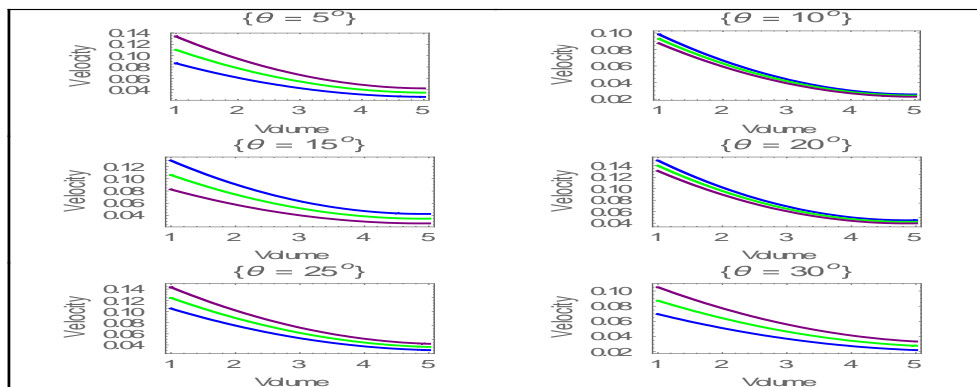 {θ = 5°}
Velocity
0.14
0.12
0.10
0.08
0.06
0.04
1 2 3 4 5
Volume
{θ = 10°}
Velocity
0.10
0.08
0.06
0.04
0.02
1 2 3 4 5
Volume
{θ = 15°}
Velocity
0.12
0.10
0.08
0.06
0.04
1 2 3 4 5
Volume
{θ = 20°}
Velocity
0.14
0.12
0.10
0.08
0.06
0.04
1 2 3 4 5
Volume
{θ = 25°}
Velocity
0.14
0.12
0.10
0.08
0.06
0.04
1 2 3 4 5
Volume
{θ = 30°}
Velocity
0.10
0.08
0.06
0.04
0.02
1 2 3 4 5
Volume